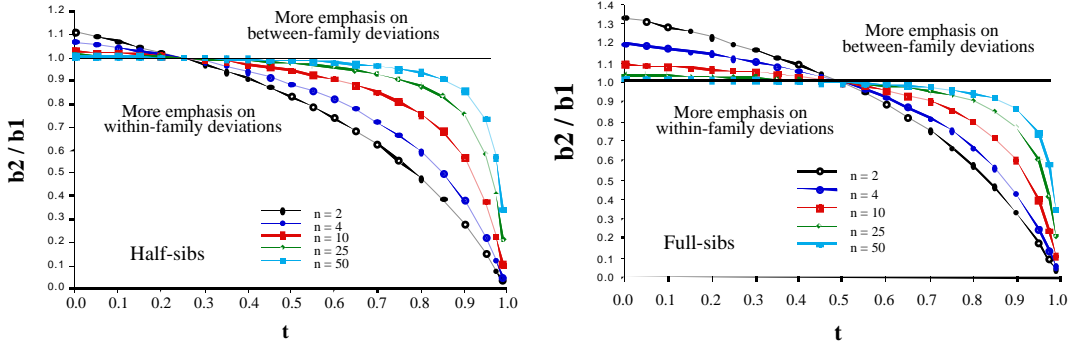 More emphasis on
between-family deviations
More emphasis on
within-family deviations
b2 / b1
1.2
1.1
1.0
0.9
0.8
0.7
0.6
0.5
0.4
0.3
0.2
0.1
0.0
n = 2
n = 4
n = 10
n = 25
n = 50
Half-sibs
0.0 0.1 0.2 0.3 0.4 0.5 0.6 0.7 0.8 0.9 1.0
t
More emphasis on
between-family deviations
More emphasis on
within-family deviations
b2 / b1
1.4
1.3
1.2
1.1
1.0
0.9
0.8
0.7
0.6
0.5
0.4
0.3
0.2
0.1
0.0
n = 2
n = 4
n = 10
n = 25
n = 50
Full-sibs
0.0 0.1 0.2 0.3 0.4 0.5 0.6 0.7 0.8 0.9 1.0
t